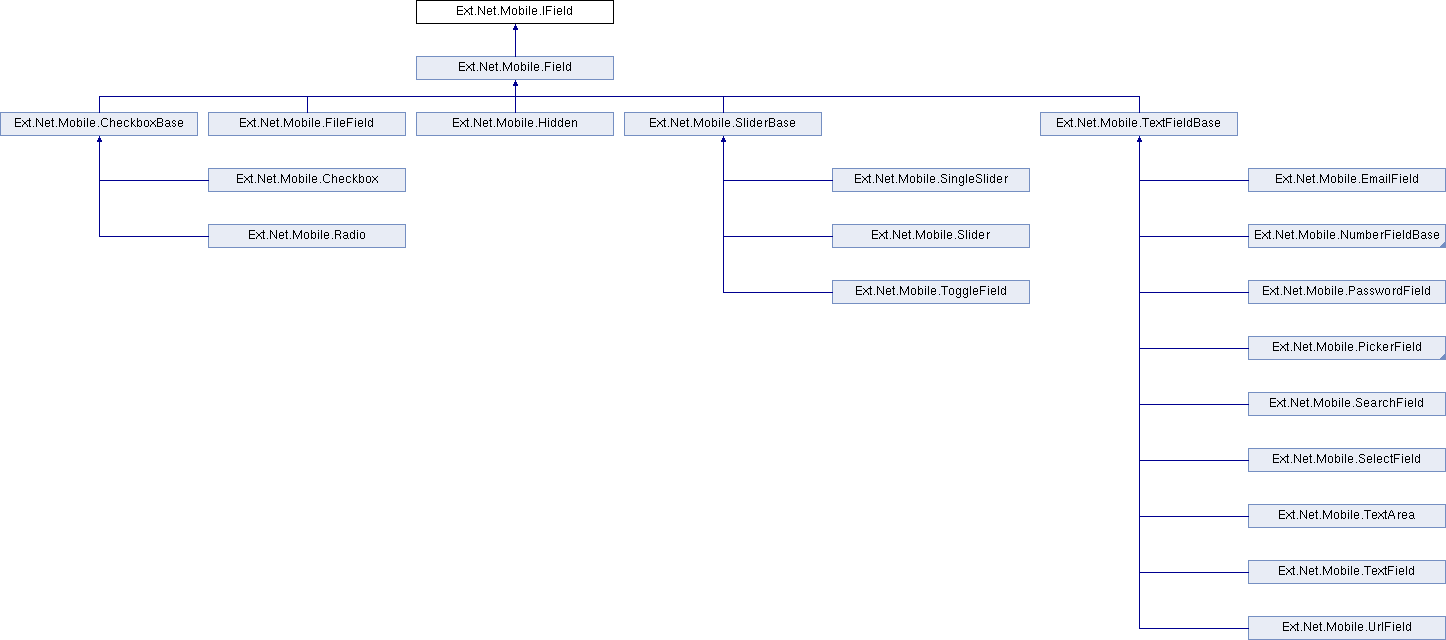 Ext.Net.Mobile.IField
Ext.Net.Mobile.Field
Ext.Net.Mobile.CheckboxBase
Ext.Net.Mobile.FileField
Ext.Net.Mobile.Hidden
Ext.Net.Mobile.SliderBase
Ext.Net.Mobile.TextFieldBase
Ext.Net.Mobile.Checkbox
Ext.Net.Mobile.SingleSlider
Ext.Net.Mobile.EmailField
Ext.Net.Mobile.Radio
Ext.Net.Mobile.Slider
Ext.Net.Mobile.NumberFieldBase
Ext.Net.Mobile.ToggleField
Ext.Net.Mobile.PasswordField
Ext.Net.Mobile.PickerField
Ext.Net.Mobile.SearchField
Ext.Net.Mobile.SelectField
Ext.Net.Mobile.TextArea
Ext.Net.Mobile.TextField
Ext.Net.Mobile.UrlField